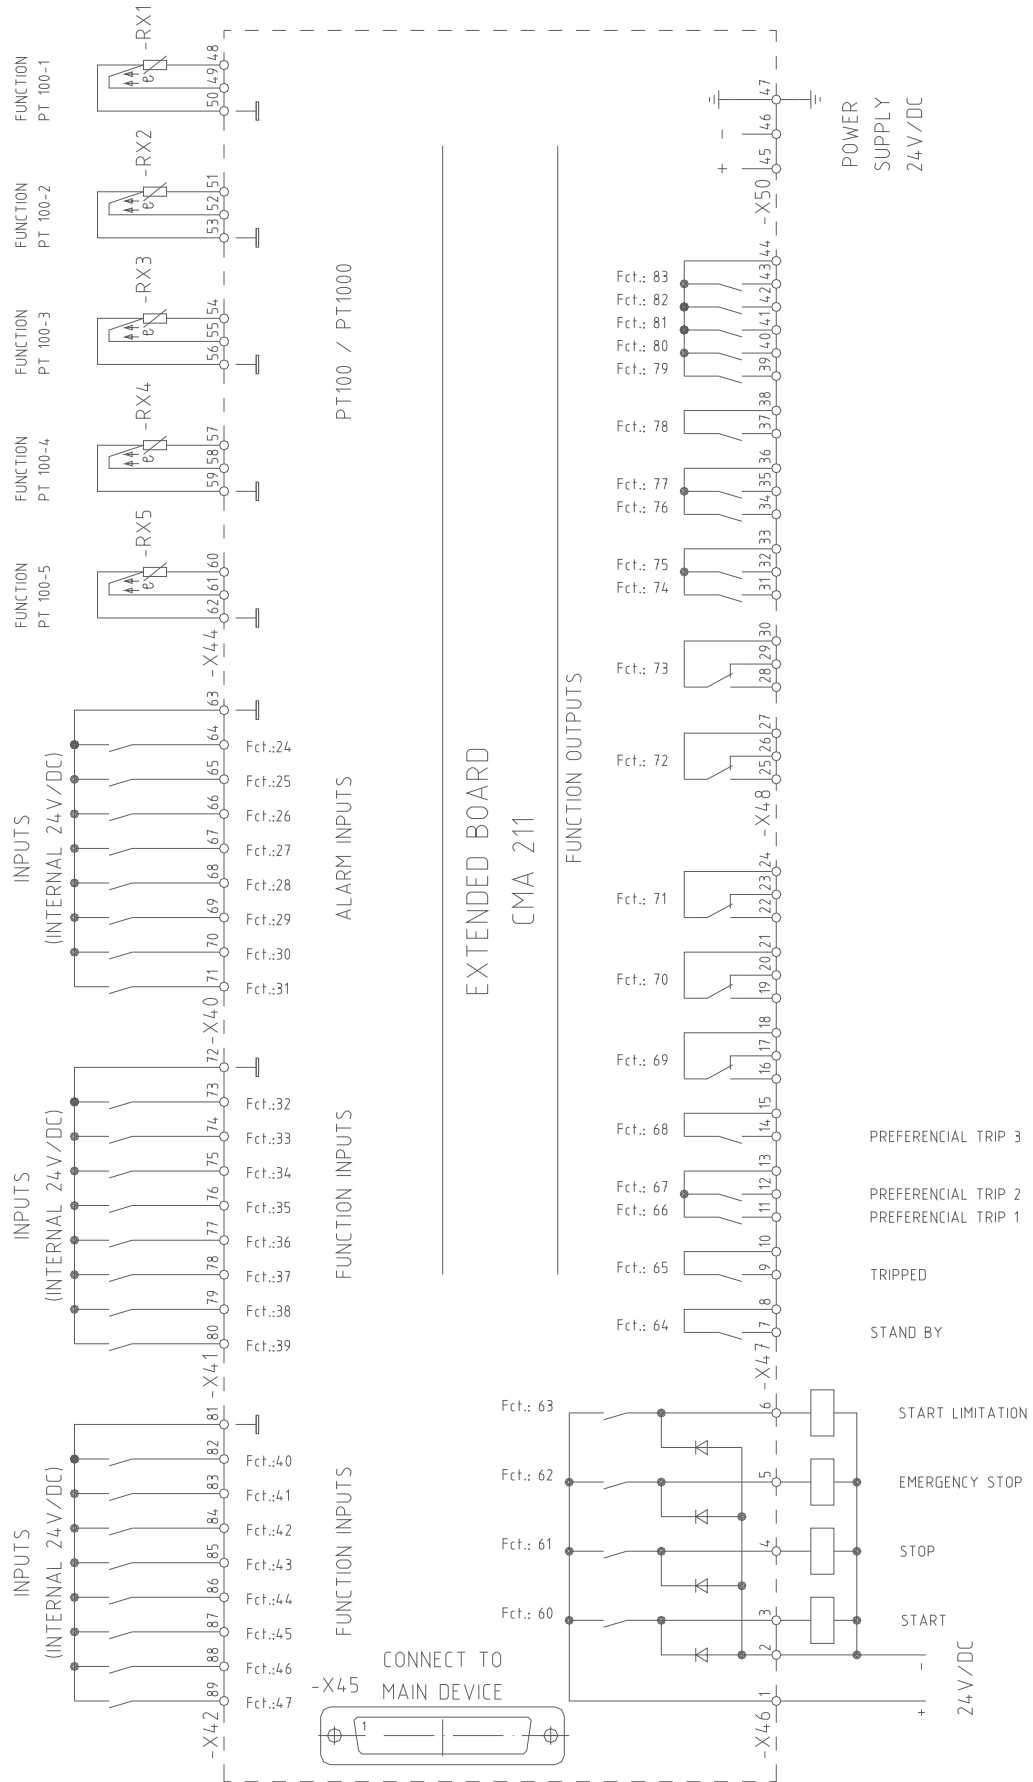 FUNCTION
PT 100-1
-RX1
48
49
50
FUNCTION
PT 100-2
-RX2
51
52
53
FUNCTION
PT 100-3
-RX3
54
55
56
FUNCTION
PT 100-4
-RX4
57
58
59
FUNCTION
PT 100-5
-RX5
60
61
62
-X44
PT100 / PT1000
INPUTS
(INTERNAL 24V/DC)
63
64 Fct.:24
65 Fct.:25
66 Fct.:26
67 Fct.:27
68 Fct.:28
69 Fct.:29
70 Fct.:30
71 Fct.:31
-X40
ALARM INPUTS
INPUTS
(INTERNAL 24V/DC)
72
73 Fct.:32
74 Fct.:33
75 Fct.:34
76 Fct.:35
77 Fct.:36
78 Fct.:37
79 Fct.:38
80 Fct.:39
-X41
FUNCTION INPUTS
INPUTS
(INTERNAL 24V/DC)
81
82 Fct.:40
83 Fct.:41
84 Fct.:42
85 Fct.:43
86 Fct.:44
87 Fct.:45
88 Fct.:46
89 Fct.:47
-X42
FUNCTION INPUTS
EXTENDED BOARD
CMA 211
FUNCTION OUTPUTS
CONNECT TO
-X45 MAIN DEVICE
1
47
- 46
+ 45
-X50
POWER
SUPPLY
24V/DC
44
Fct.: 83 43
Fct.: 82 42
Fct.: 81 41
Fct.: 80 40
Fct.: 79 39
38
Fct.: 78 37
36
Fct.: 77 35
Fct.: 76 34
33
Fct.: 75 32
Fct.: 74 31
30
Fct.: 73 29
28
27
Fct.: 72 26
25
-X48
24
Fct.: 71 23
22
21
Fct.: 70 20
19
18
Fct.: 69 17
16
15
Fct.: 68 14 PREFERENCIAL TRIP 3
13
Fct.: 67 12 PREFERENCIAL TRIP 2
Fct.: 66 11 PREFERENCIAL TRIP 1
10
Fct.: 65 9 TRIPPED
8
Fct.: 64 7 STAND BY
-X47
Fct.: 63 6 START LIMITATION
Fct.: 62 5 EMERGENCY STOP
Fct.: 61 4 STOP
Fct.: 60 3 START
2 -
1 +
24V/DC
-X46